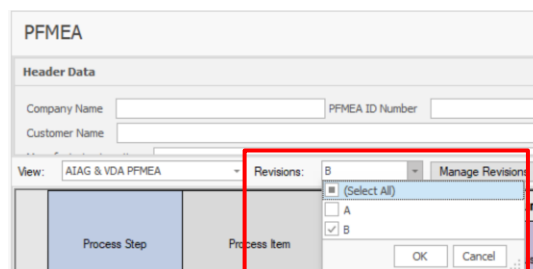 PFMEA
Header Data
Company Name PFMEA ID Number
Customer Name
View: AIAG & VDA PFMEA Revisions: B Manage Revisions
(Select All)
A
B
Process Step Process Item
OK Cancel